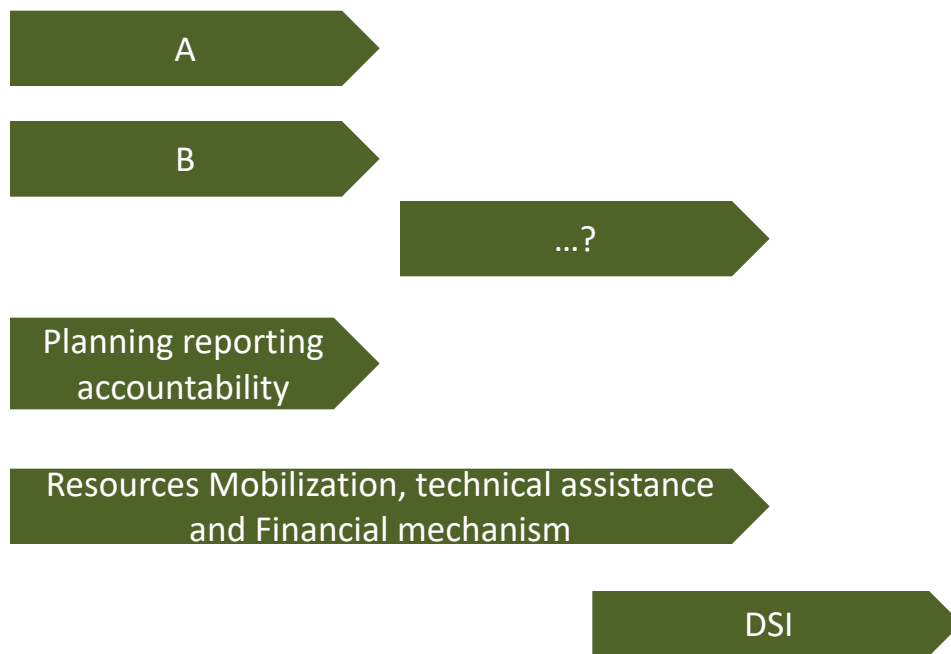 A
B
...?
Planning reporting
accountability
Resources Mobilization, technical assistance
and Financial mechanism
DSI